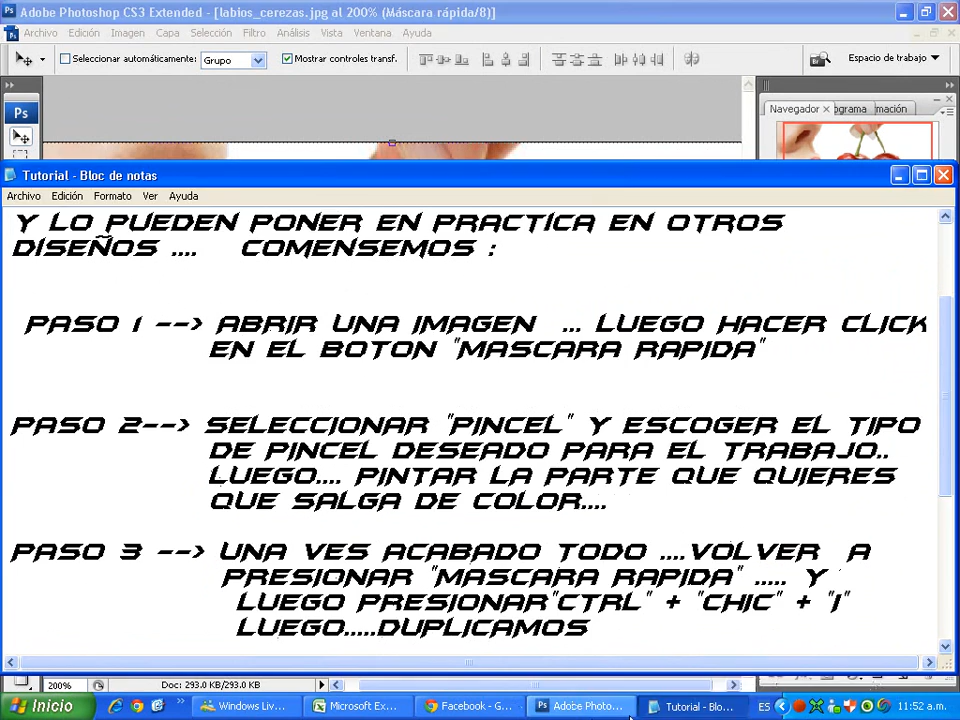 Adobe Photoshop CS3 Extended - [labios_cerezas.jpg al 200% (Máscara rápida/8)]
Archivo Edición Imagen Capa Selección Filtro Análisis Vista Ventana Ayuda
Seleccionar automáticamente: Grupo Mostrar controles transf. Br Espacio de trabajo
Ps
Navegador × ograma mación
Tutorial - Bloc de notas
Archivo Edición Formato Ver Ayuda
Y LO PUEDEN PONER EN PRACTICA EN OTROS
DISEÑOS .... COMENSEMOS :
PASO 1 --> ABRIR UNA IMAGEN ... LUEGO HACER CLICK
EN EL BOTON "MASCARA RAPIDA"
PASO 2--> SELECCIONAR "PINCEL" Y ESCOGER EL TIPO
DE PINCEL DESEADO PARA EL TRABAJO..
LUEGO.... PINTAR LA PARTE QUE QUIERES
QUE SALGA DE COLOR....
PASO 3 --> UNA VES ACABADO TODO ....VOLVER A
PRESIONAR "MASCARA RAPIDA" ..... Y
LUEGO PRESIONAR"CTRL" + "CHIC" + "I"
LUEGO.....DUPLICAMOS
200% Doc: 293.0 KB/293.0 KB
Inicio Windows Liv... Microsoft Ex... Facebook - G... Adobe Photo... Tutorial - Blo... ES 11:52 a.m.